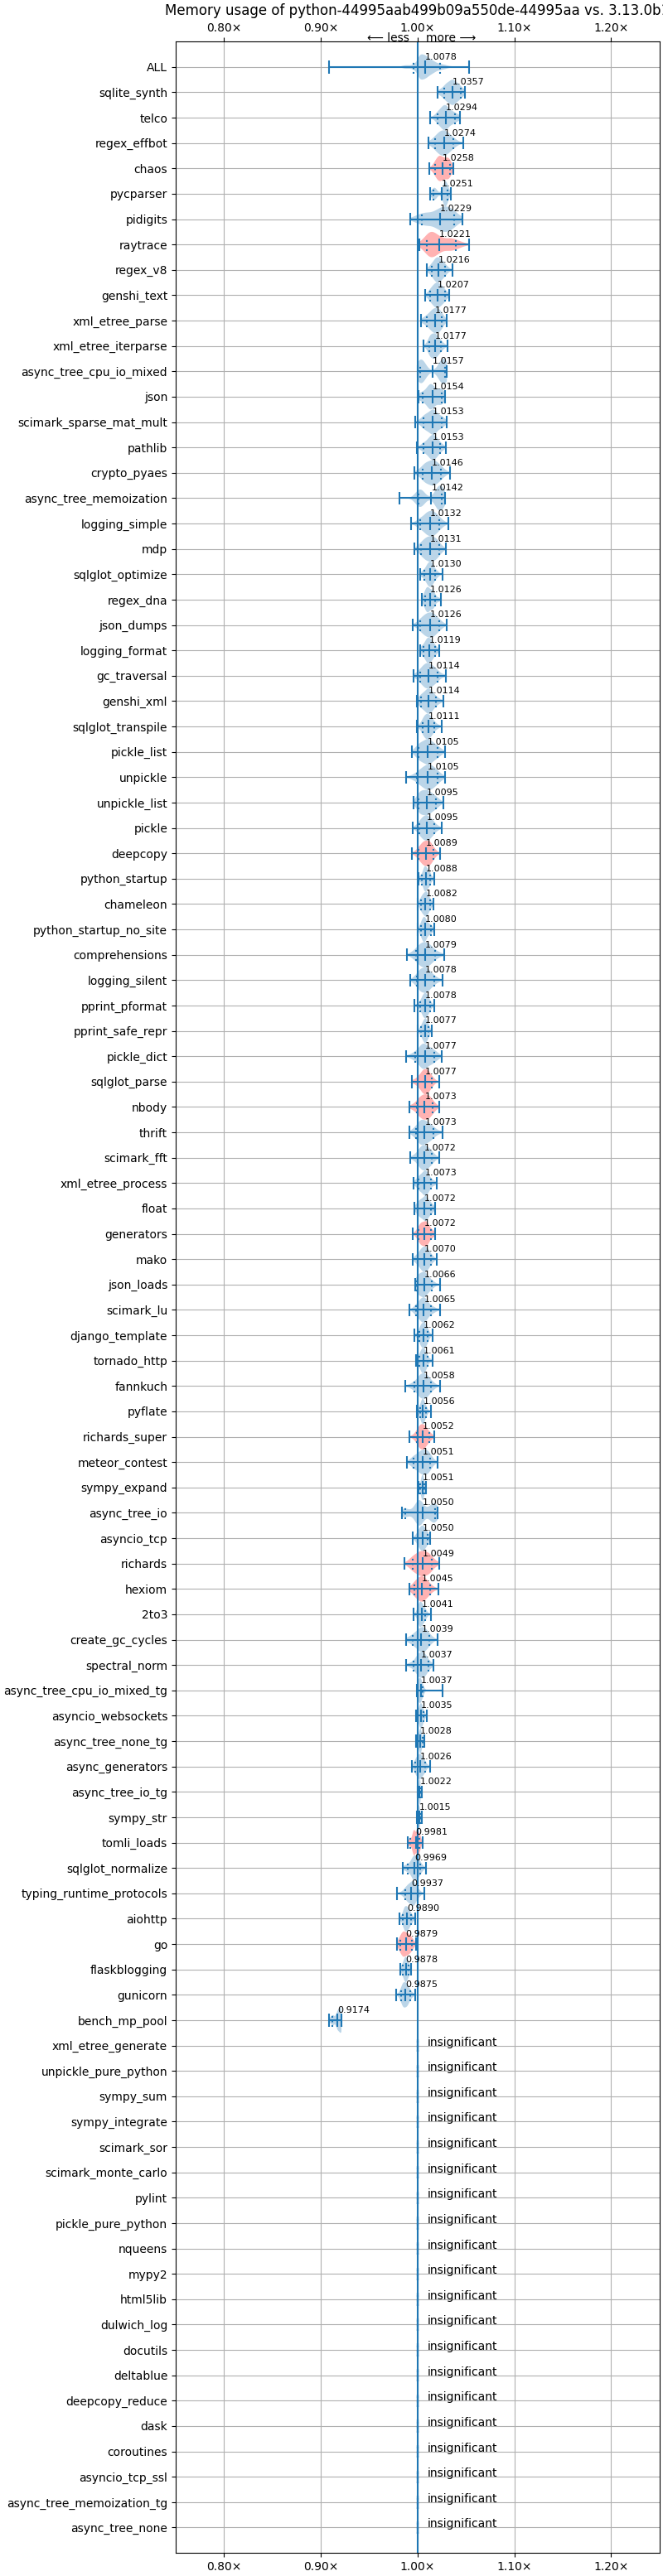 Memory usage of python-44995aab499b09a550de-44995aa vs. 3.13.0b
0.80× 0.90× 1.00× 1.10× 1.20×
⟵ less more ⟶
ALL 1.0078
sqlite_synth 1.0357
telco 1.0294
regex_effbot 1.0274
chaos 1.0258
pycparser 1.0251
pidigits 1.0229
raytrace 1.0221
regex_v8 1.0216
genshi_text 1.0207
xml_etree_parse 1.0177
xml_etree_iterparse 1.0177
async_tree_cpu_io_mixed 1.0157
json 1.0154
scimark_sparse_mat_mult 1.0153
pathlib 1.0153
crypto_pyaes 1.0146
async_tree_memoization 1.0142
logging_simple 1.0132
mdp 1.0131
sqlglot_optimize 1.0130
regex_dna 1.0126
json_dumps 1.0126
logging_format 1.0119
gc_traversal 1.0114
genshi_xml 1.0114
sqlglot_transpile 1.0111
pickle_list 1.0105
unpickle 1.0105
unpickle_list 1.0095
pickle 1.0095
deepcopy 1.0089
python_startup 1.0088
chameleon 1.0082
python_startup_no_site 1.0080
comprehensions 1.0079
logging_silent 1.0078
pprint_pformat 1.0078
pprint_safe_repr 1.0077
pickle_dict 1.0077
sqlglot_parse 1.0077
nbody 1.0073
thrift 1.0073
scimark_fft 1.0072
xml_etree_process 1.0073
float 1.0072
generators 1.0072
mako 1.0070
json_loads 1.0066
scimark_lu 1.0065
django_template 1.0062
tornado_http 1.0061
fannkuch 1.0058
pyflate 1.0056
richards_super 1.0052
meteor_contest 1.0051
sympy_expand 1.0051
async_tree_io 1.0050
asyncio_tcp 1.0050
richards 1.0049
hexiom 1.0045
2to3 1.0041
create_gc_cycles 1.0039
spectral_norm 1.0037
async_tree_cpu_io_mixed_tg 1.0037
asyncio_websockets 1.0035
async_tree_none_tg 1.0028
async_generators 1.0026
async_tree_io_tg 1.0022
sympy_str 1.0015
tomli_loads 0.9981
sqlglot_normalize 0.9969
typing_runtime_protocols 0.9937
aiohttp 0.9890
go 0.9879
flaskblogging 0.9878
gunicorn 0.9875
bench_mp_pool 0.9174
xml_etree_generate insignificant
unpickle_pure_python insignificant
sympy_sum insignificant
sympy_integrate insignificant
scimark_sor insignificant
scimark_monte_carlo insignificant
pylint insignificant
pickle_pure_python insignificant
nqueens insignificant
mypy2 insignificant
html5lib insignificant
dulwich_log insignificant
docutils insignificant
deltablue insignificant
deepcopy_reduce insignificant
dask insignificant
coroutines insignificant
asyncio_tcp_ssl insignificant
async_tree_memoization_tg insignificant
async_tree_none insignificant
0.80× 0.90× 1.00× 1.10× 1.20×